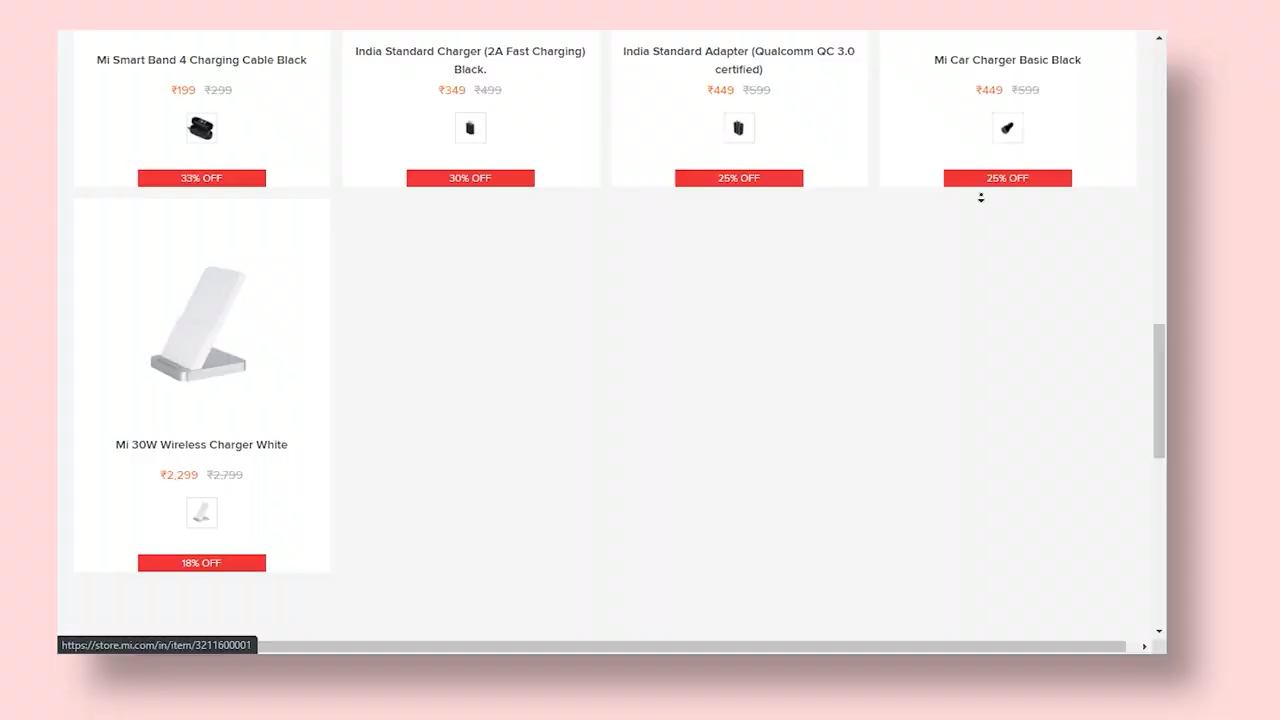 Mi Smart Band 4 Charging Cable Black
₹199 ₹299
33% OFF
India Standard Charger (2A Fast Charging)
Black.
₹349 ₹499
30% OFF
India Standard Adapter (Qualcomm QC 3.0
certified)
₹449 ₹599
25% OFF
Mi Car Charger Basic Black
₹449 ₹599
25% OFF
Mi 30W Wireless Charger White
₹2,299 ₹2,799
18% OFF
https://store.mi.com/in/item/3211600001